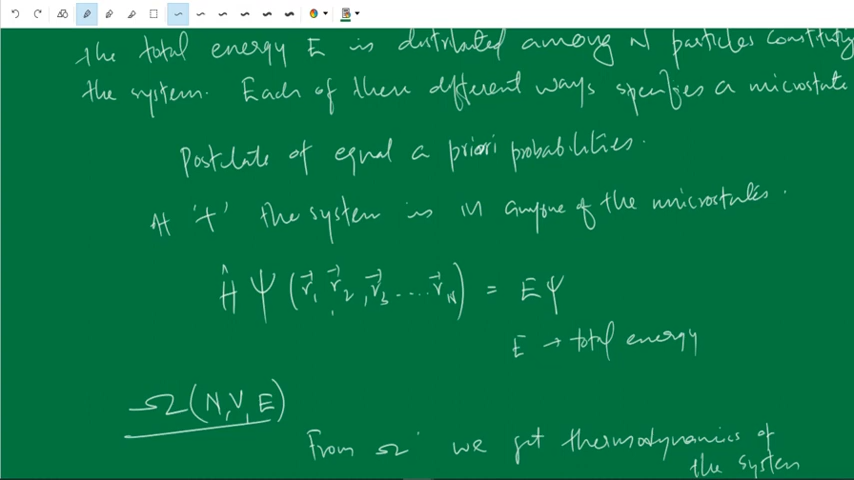 The total energy E is distributed among N particles constituting
the system. Each of these different ways specifies a microstate
Postulate of equal a priori probabilities.
At 't' the system is in anyone of the microstates.
Ĥ Ψ (r⃗₁, r⃗₂, r⃗₃.....r⃗_N) = EΨ
E → total energy
Ω(N,V,E)
From Ω we get thermodynamics of
the system